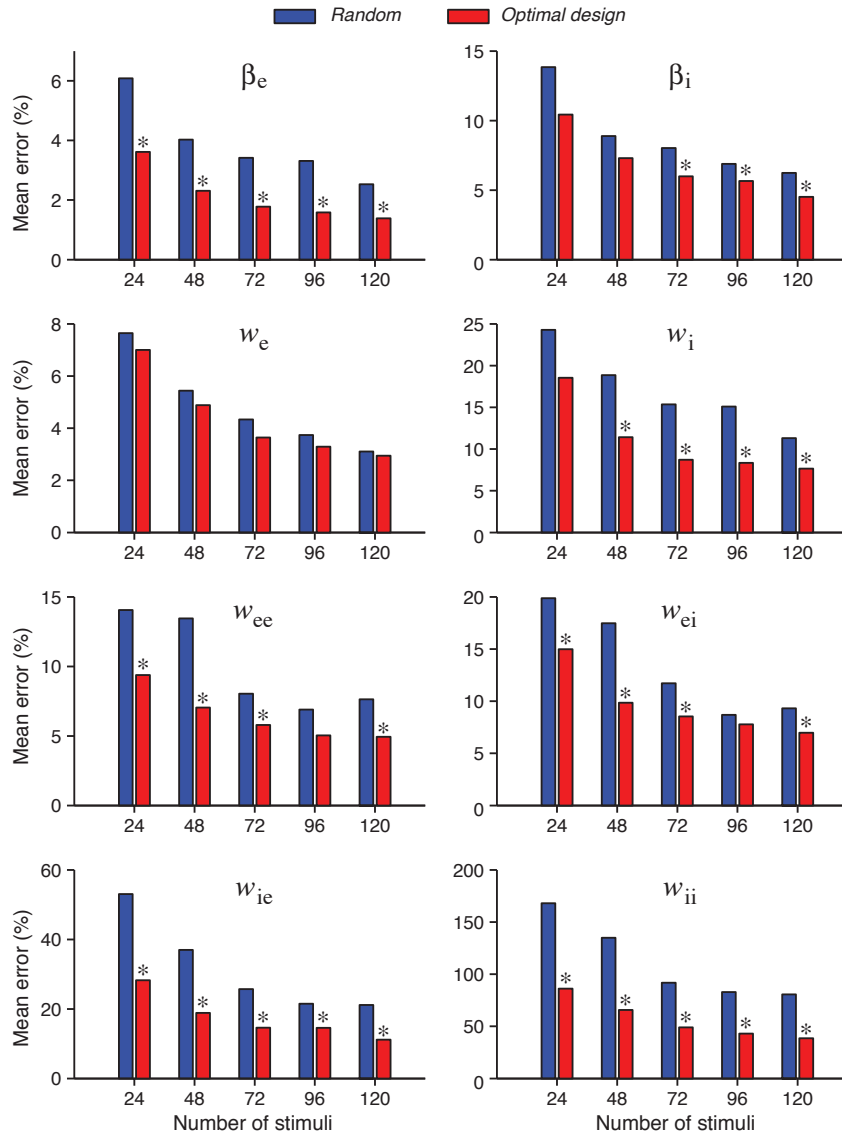 Random Optimal design
βe
Mean error (%)
6
4
2
0
* * * * *
24 48 72 96 120
βi
15
10
5
0
* * *
24 48 72 96 120
we
Mean error (%)
8
6
4
2
0
24 48 72 96 120
wi
25
20
15
10
5
0
* * * *
24 48 72 96 120
wee
Mean error (%)
15
10
5
0
* * * *
24 48 72 96 120
wei
20
15
10
5
0
* * * *
24 48 72 96 120
wie
Mean error (%)
60
40
20
0
* * * * *
24 48 72 96 120
Number of stimuli
wii
200
150
100
50
0
* * * * *
24 48 72 96 120
Number of stimuli